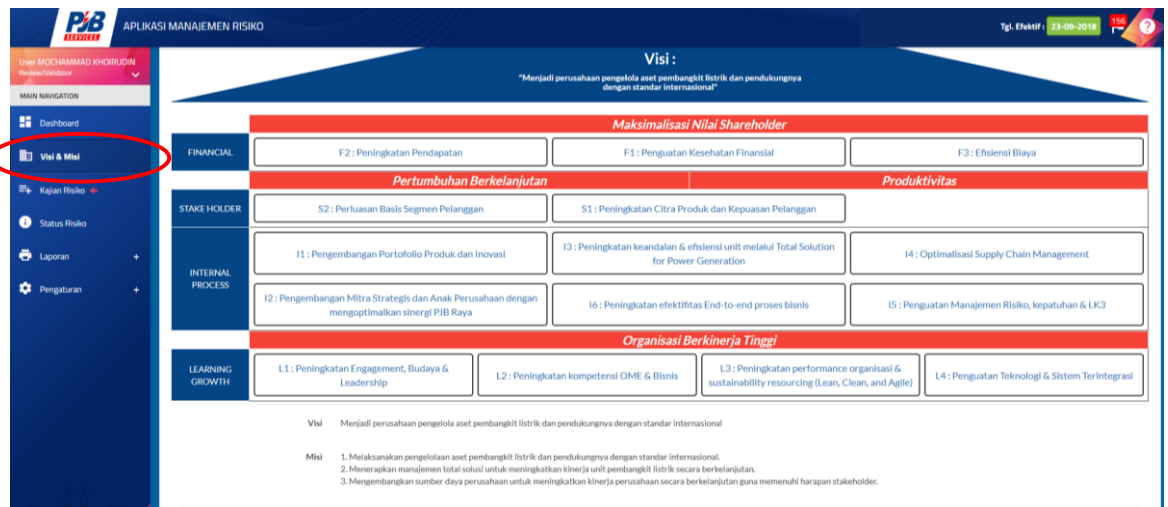 PJB
SERVICES
APLIKASI MANAJEMEN RISIKO
Tgl. Efektif : 23-09-2018
156
?
User MOCHAMMAD KHOIRUDIN
Review/Validator
MAIN NAVIGATION
Dashboard
Visi & Misi
Kajian Risiko
Status Risiko
Laporan +
Pengaturan +
Visi :
"Menjadi perusahaan pengelola aset pembangkit listrik dan pendukungnya
dengan standar internasional"
Maksimalisasi Nilai Shareholder
FINANCIAL
F2 : Peningkatan Pendapatan
F1 : Penguatan Kesehatan Finansial
F3 : Efisiensi Biaya
Pertumbuhan Berkelanjutan
Produktivitas
STAKE HOLDER
S2 : Perluasan Basis Segmen Pelanggan
S1 : Peningkatan Citra Produk dan Kepuasan Pelanggan
INTERNAL
PROCESS
I1 : Pengembangan Portofolio Produk dan Inovasi
I3 : Peningkatan keandalan & efisiensi unit melalui Total Solution
for Power Generation
I4 : Optimalisasi Supply Chain Management
I2 : Pengembangan Mitra Strategis dan Anak Perusahaan dengan
mengoptimalkan sinergi PJB Raya
I6 : Peningkatan efektifitas End-to-end proses bisnis
I5 : Penguatan Manajemen Risiko, kepatuhan & LK3
Organisasi Berkinerja Tinggi
LEARNING
GROWTH
L1 : Peningkatan Engagement, Budaya &
Leadership
L2 : Peningkatan kompetensi OME & Bisnis
L3 : Peningkatan performance organisasi &
sustainability resourcing (Lean, Clean, and Agile)
L4 : Penguatan Teknologi & Sistem Terintegrasi
Visi Menjadi perusahaan pengelola aset pembangkit listrik dan pendukungnya dengan standar internasional
Misi 1. Melaksanakan pengelolaan aset pembangkit listrik dan pendukungnya dengan standar internasional.
2. Menerapkan manajemen total solusi untuk meningkatkan kinerja unit pembangkit listrik secara berkelanjutan.
3. Mengembangkan sumber daya perusahaan untuk meningkatkan kinerja perusahaan secara berkelanjutan guna memenuhi harapan stakeholder.